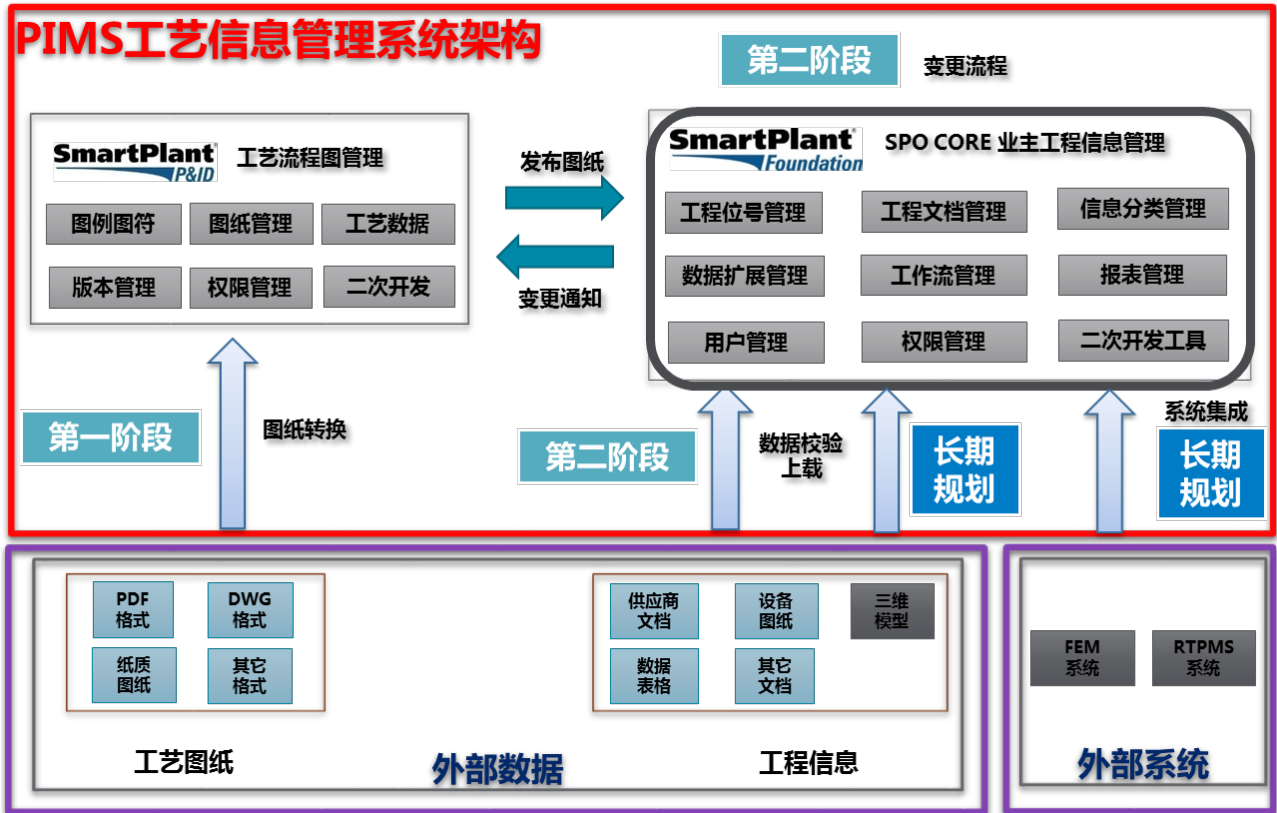 PIMS工艺信息管理系统架构
第二阶段
变更流程
SmartPlant
P&ID
工艺流程图管理
图例图符
图纸管理
工艺数据
版本管理
权限管理
二次开发
发布图纸
变更通知
SmartPlant
Foundation
SPO CORE 业主工程信息管理
工程位号管理
工程文档管理
信息分类管理
数据扩展管理
工作流管理
报表管理
用户管理
权限管理
二次开发工具
第一阶段
图纸转换
第二阶段
数据校验
上载
长期
规划
系统集成
长期
规划
PDF
格式
DWG
格式
纸质
图纸
其它
格式
工艺图纸
外部数据
供应商
文档
设备
图纸
三维
模型
数据
表格
其它
文档
工程信息
FEM
系统
RTPMS
系统
外部系统